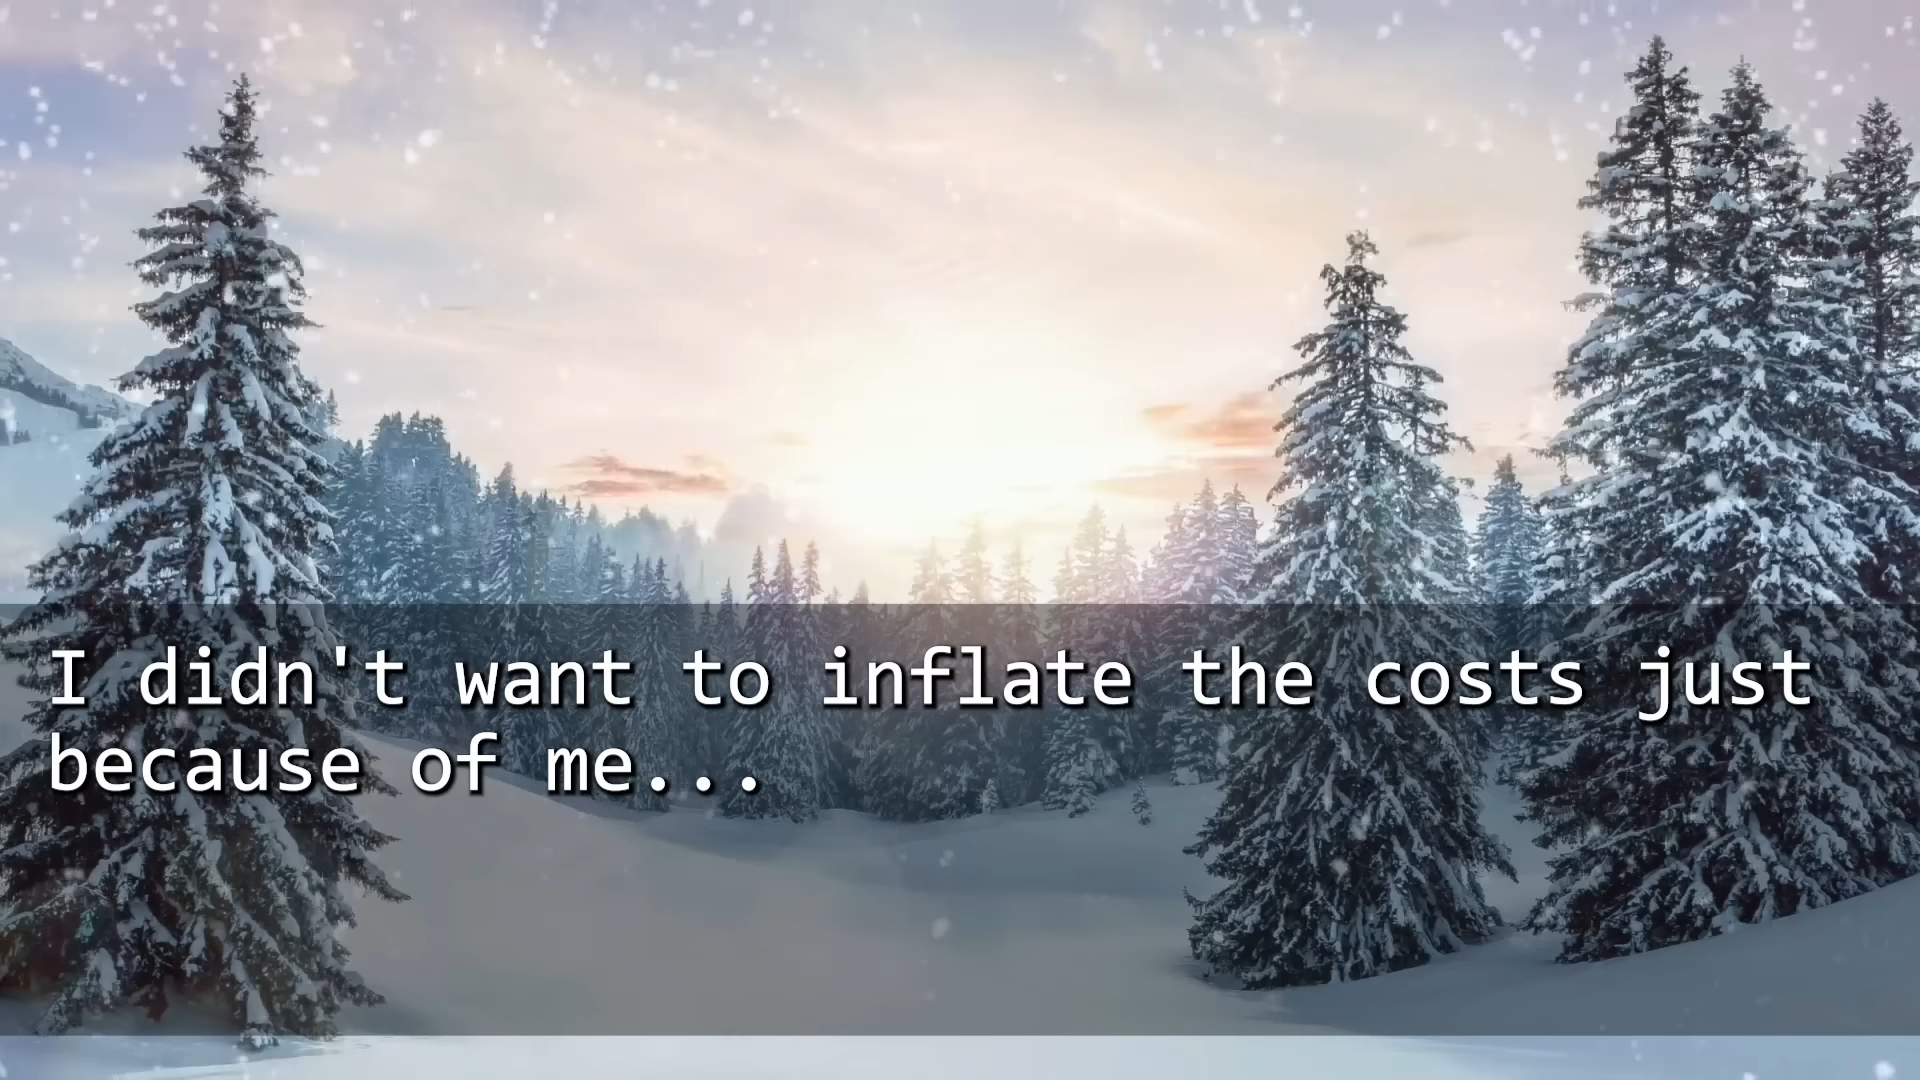 I didn't want to inflate the costs just
because of me...